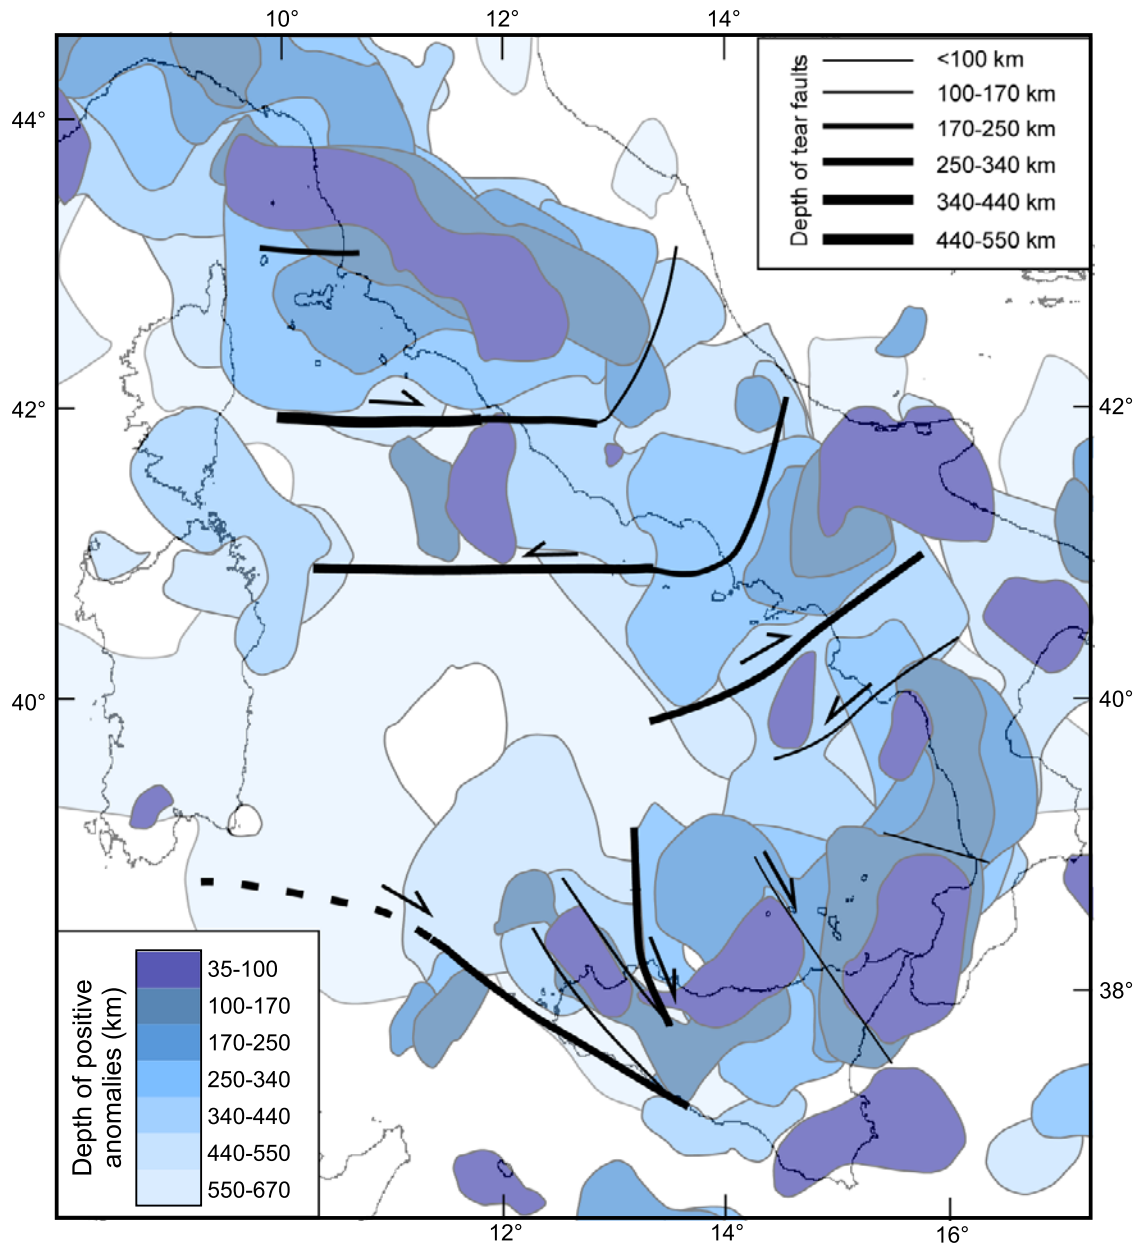 10° 12° 14°
44°
42°
40°
42°
40°
38°
12° 14° 16°
Depth of tear faults
<100 km
100-170 km
170-250 km
250-340 km
340-440 km
440-550 km
Depth of positive
anomalies (km)
35-100
100-170
170-250
250-340
340-440
440-550
550-670